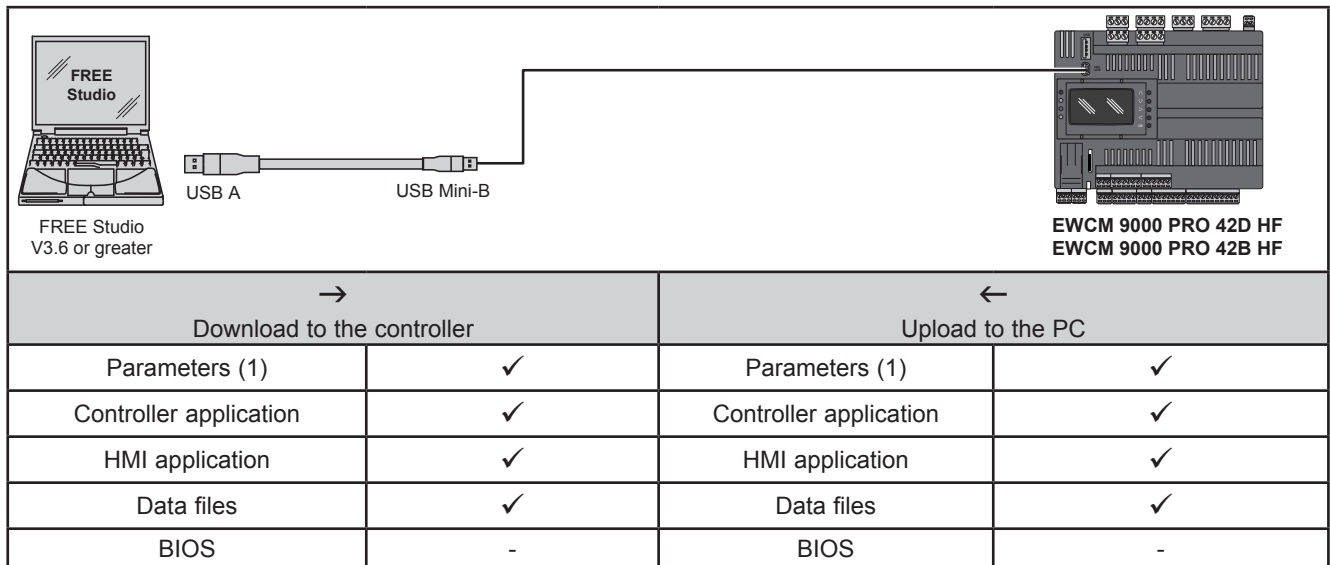 FREE
Studio
USB A
USB Mini-B
FREE Studio
V3.6 or greater
EWCM 9000 PRO 42D HF
EWCM 9000 PRO 42B HF
→ ←
Download to the controller Upload to the PC
Parameters (1) ✓ Parameters (1) ✓
Controller application ✓ Controller application ✓
HMI application ✓ HMI application ✓
Data files ✓ Data files ✓
BIOS - BIOS -